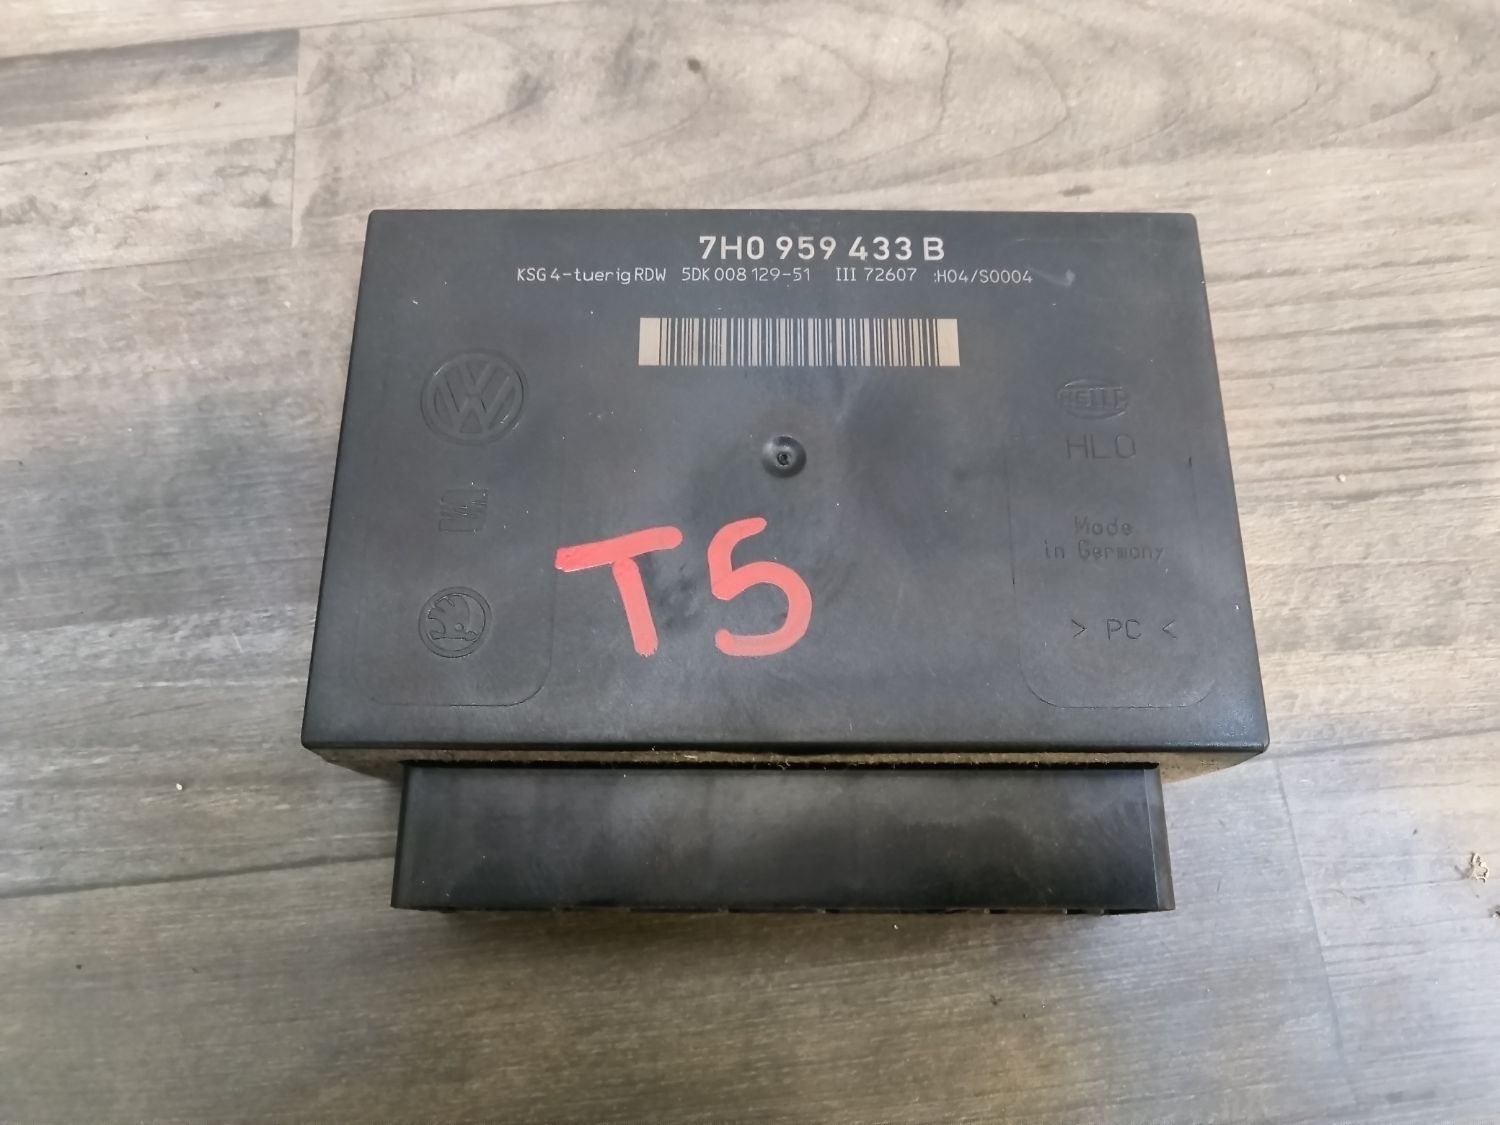 7H0 959 433 B
KSG 4-tuerig RDW 5DK 008 129-51 III 72607 :H04/S0004
HELLA
HLO
Made
in Germany
> PC <
T5